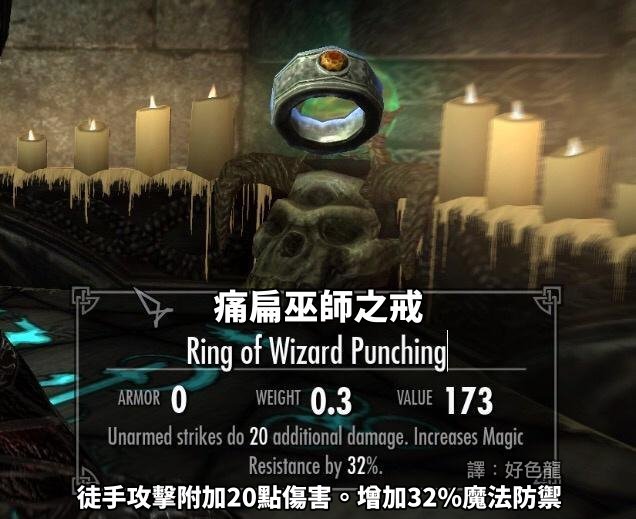 痛扁巫師之戒
Ring of Wizard Punching
ARMOR 0 WEIGHT 0.3 VALUE 173
Unarmed strikes do 20 additional damage. Increases Magic
Resistance by 32%.
譯：好色龍
徒手攻擊附加20點傷害。增加32%魔法防禦